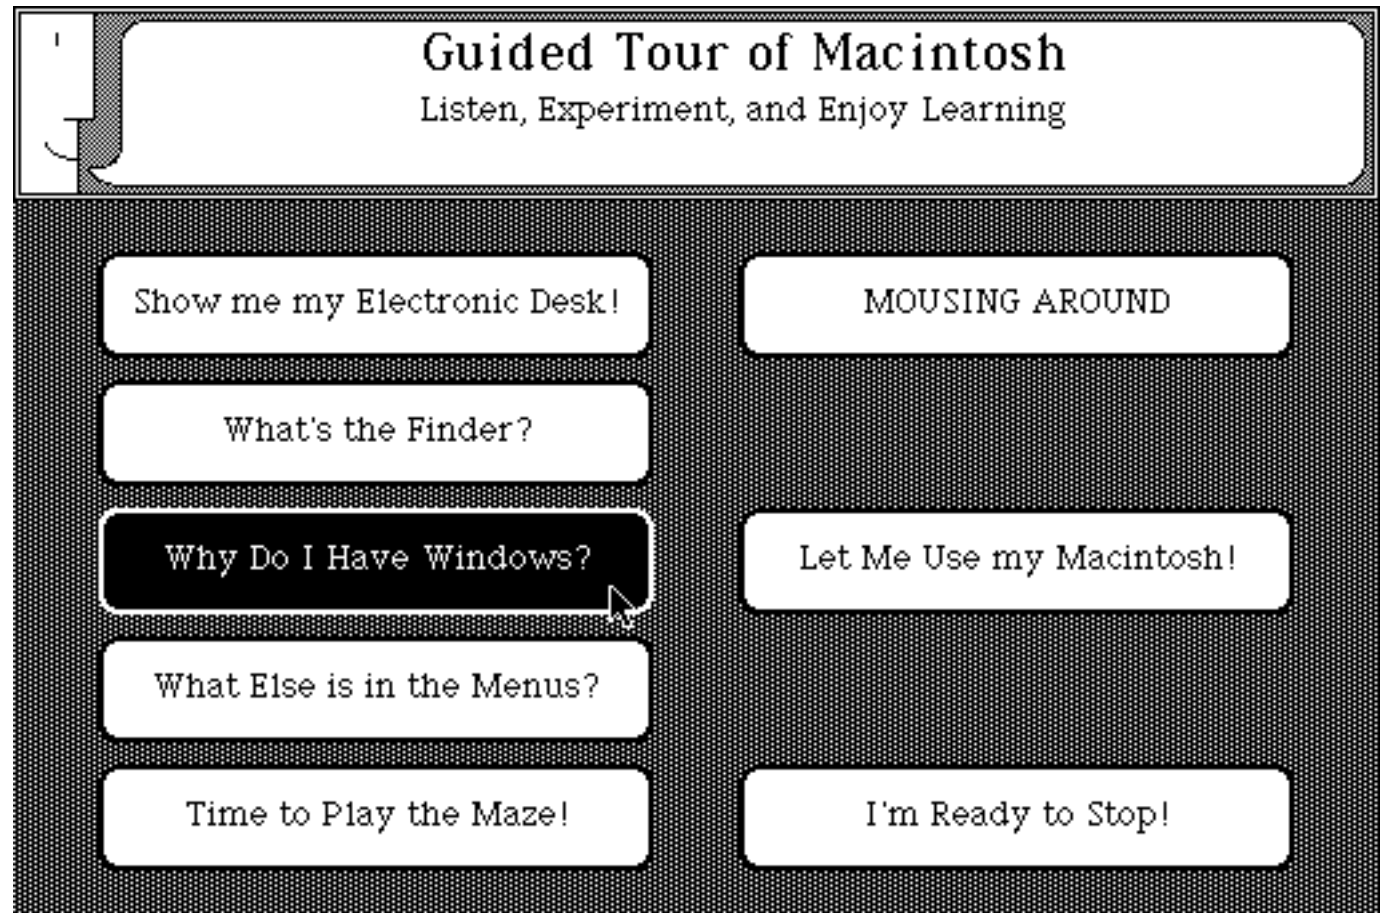 Guided Tour of Macintosh
Listen, Experiment, and Enjoy Learning
Show me my Electronic Desk!
MOUSING AROUND
What's the Finder?
Why Do I Have Windows?
Let Me Use my Macintosh!
What Else is in the Menus?
Time to Play the Maze!
I'm Ready to Stop!